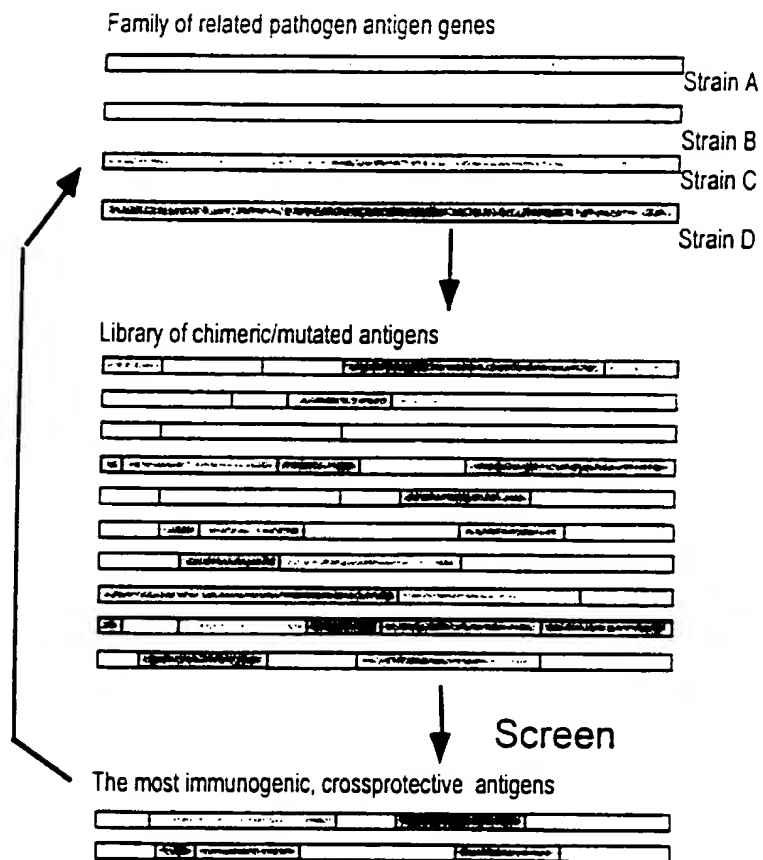 Family of related pathogen antigen genes
Strain A
Strain B
Strain C
Strain D
Library of chimeric/mutated antigens
Screen
The most immunogenic, crossprotective antigens